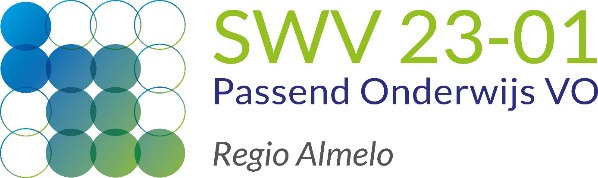 SWV 23-01
Passend Onderwijs VO
Regio Almelo